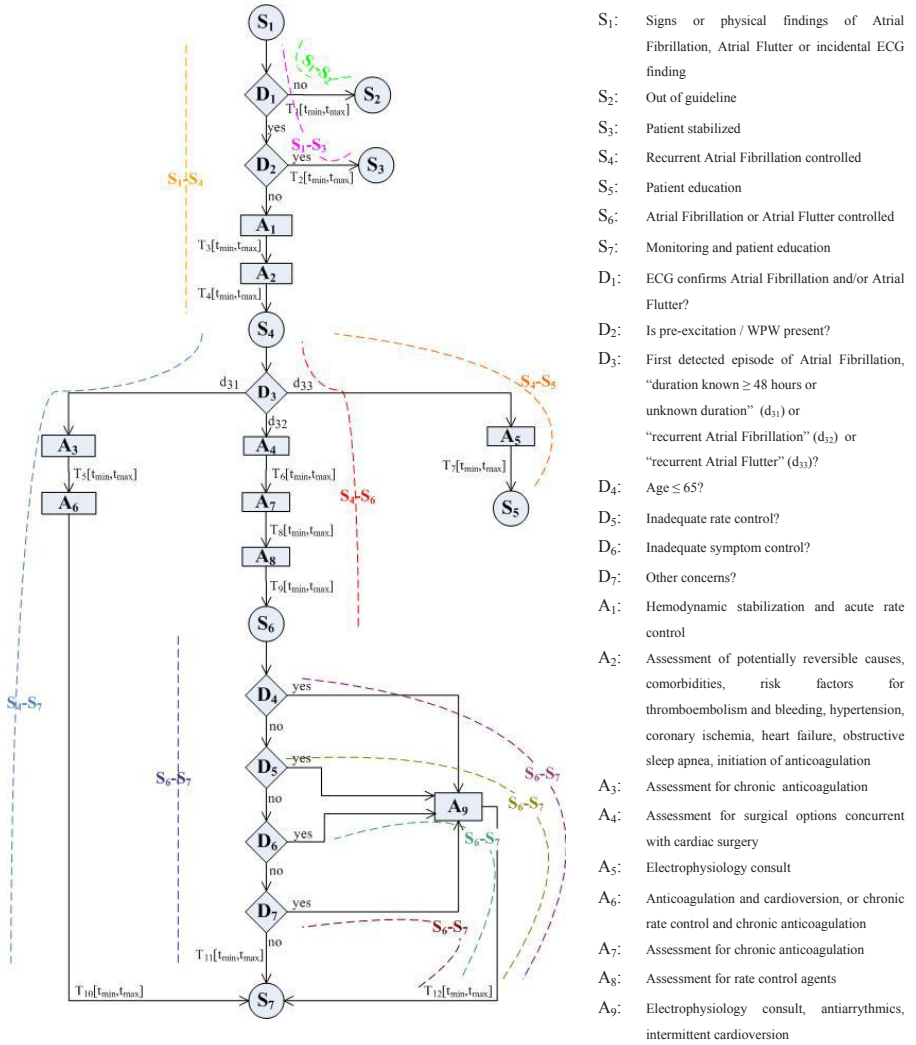 S1
S1-S2
D1
no
T1[tmin,tmax]
S2
yes
S1-S3
D2
yes
T2[tmin,tmax]
S3
S1-S4
no
A1
T3[tmin,tmax]
A2
T4[tmin,tmax]
S4
d31
D3
d33
S4-S5
d32
A3
A4
A5
T5[tmin,tmax]
T6[tmin,tmax]
T7[tmin,tmax]
A6
A7
S4-S6
S5
T8[tmin,tmax]
A8
T9[tmin,tmax]
S6
D4
yes
S4-S7
no
S6-S7
S6-S7
D5
yes
S6-S7
A9
no
D6
yes
S6-S7
no
D7
yes
S6-S7
no
T11[tmin,tmax]
T10[tmin,tmax]
S7
T12[tmin,tmax]
S1: Signs or physical findings of Atrial
Fibrillation, Atrial Flutter or incidental ECG
finding
S2: Out of guideline
S3: Patient stabilized
S4: Recurrent Atrial Fibrillation controlled
S5: Patient education
S6: Atrial Fibrillation or Atrial Flutter controlled
S7: Monitoring and patient education
D1: ECG confirms Atrial Fibrillation and/or Atrial
Flutter?
D2: Is pre-excitation / WPW present?
D3: First detected episode of Atrial Fibrillation,
“duration known ≥ 48 hours or
unknown duration” (d31) or
“recurrent Atrial Fibrillation” (d32) or
“recurrent Atrial Flutter” (d33)?
D4: Age ≤ 65?
D5: Inadequate rate control?
D6: Inadequate symptom control?
D7: Other concerns?
A1: Hemodynamic stabilization and acute rate
control
A2: Assessment of potentially reversible causes,
comorbidities, risk factors for
thromboembolism and bleeding, hypertension,
coronary ischemia, heart failure, obstructive
sleep apnea, initiation of anticoagulation
A3: Assessment for chronic anticoagulation
A4: Assessment for surgical options concurrent
with cardiac surgery
A5: Electrophysiology consult
A6: Anticoagulation and cardioversion, or chronic
rate control and chronic anticoagulation
A7: Assessment for chronic anticoagulation
A8: Assessment for rate control agents
A9: Electrophysiology consult, antiarrytmics,
intermittent cardioversion